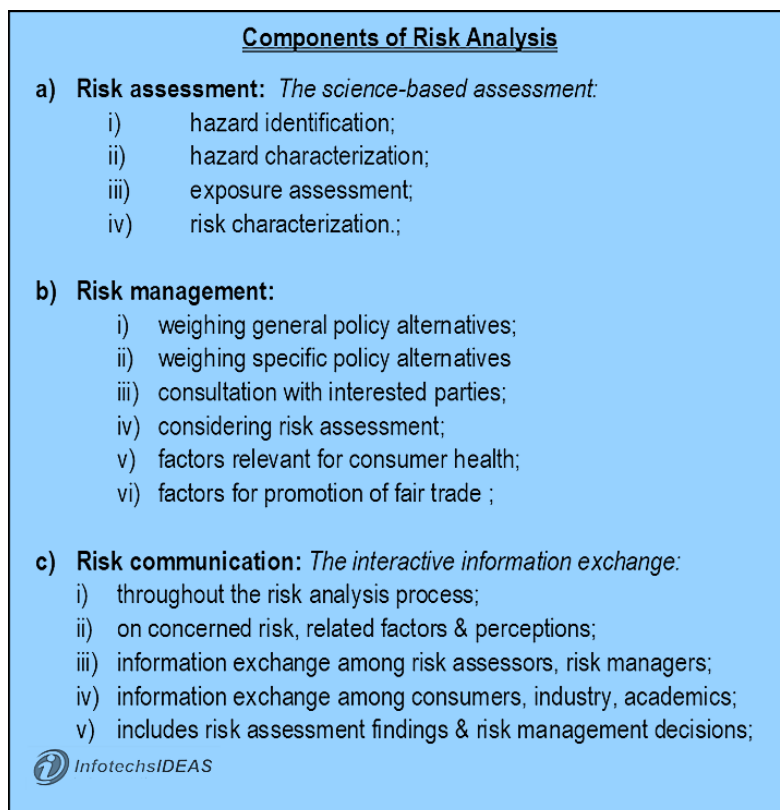 Components of Risk Analysis
a) Risk assessment: The science-based assessment:
i) hazard identification;
ii) hazard characterization;
iii) exposure assessment;
iv) risk characterization.;
b) Risk management:
i) weighing general policy alternatives;
ii) weighing specific policy alternatives
iii) consultation with interested parties;
iv) considering risk assessment;
v) factors relevant for consumer health;
vi) factors for promotion of fair trade ;
c) Risk communication: The interactive information exchange:
i) throughout the risk analysis process;
ii) on concerned risk, related factors & perceptions;
iii) information exchange among risk assessors, risk managers;
iv) information exchange among consumers, industry, academics;
v) includes risk assessment findings & risk management decisions;
i InfotechsIDEAS